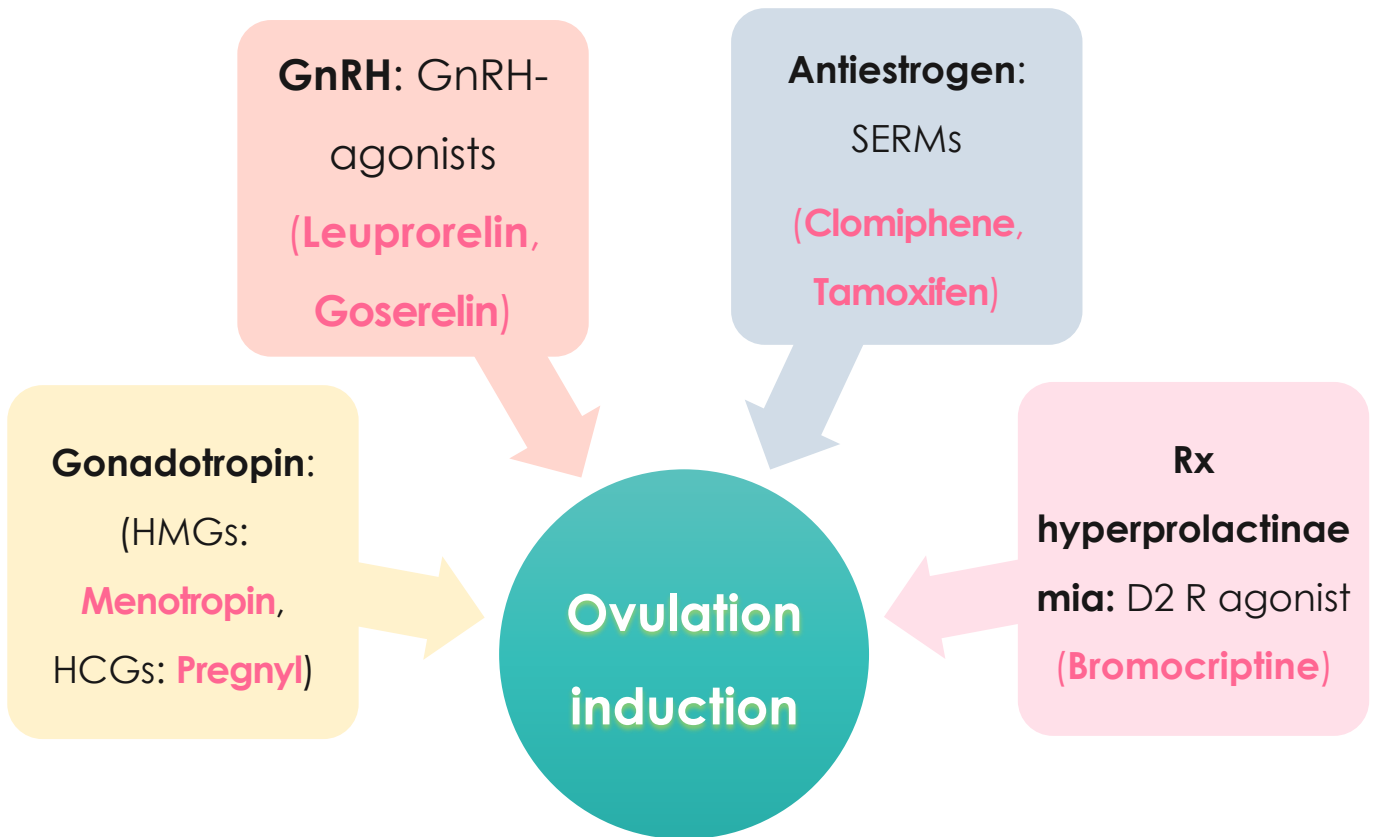 GnRH: GnRH-
agonists
(Leuprorelin,
Goserelin)
Antiestrogen:
SERMs
(Clomiphene,
Tamoxifen)
Gonadotropin:
(HMGs:
Menotropin,
HCGs: Pregnyl)
Rx
hyperprolactinae
mia: D2 R agonist
(Bromocriptine)
Ovulation
induction